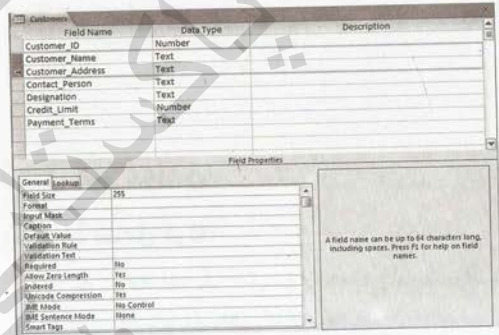 Customers
Field Name Data Type Description
Customer_ID Number
Customer_Name Text
Customer_Address Text
Contact_Person Text
Designation Text
Credit_Limit Number
Payment_Terms Text
Field Properties
General Lookup
Field Size 255
Format
Input Mask
Caption
Default Value
Validation Rule
Validation Text
Required No
Allow Zero Length Yes
Indexed No
Unicode Compression Yes
IME Mode No Control
IME Sentence Mode None
Smart Tags
A field name can be up to 64 characters long,
including spaces. Press F1 for help on field
names.